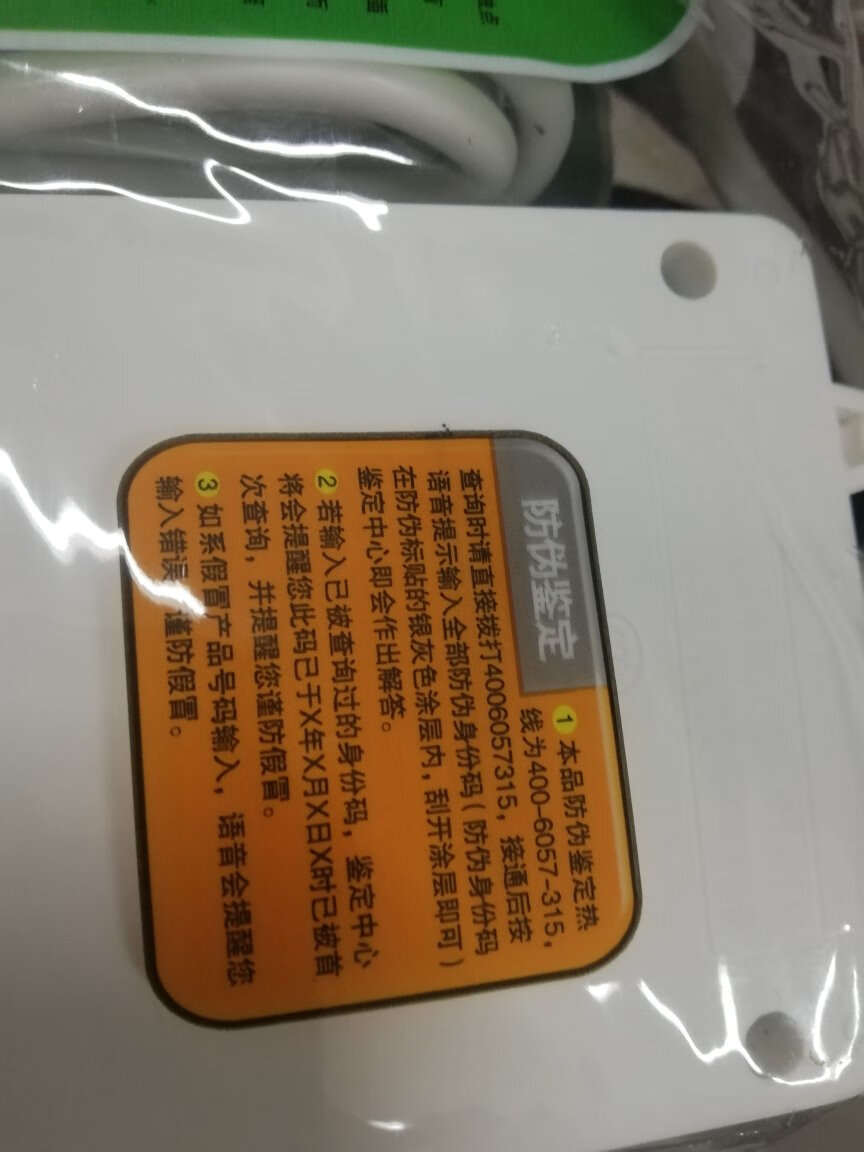 防伪鉴定
1 本品防伪鉴定热
线为400-6057-315，
查询时请直接拨打4006057315，接通后按
语音提示输入全部防伪身份码(防伪身份码
在防伪标贴的银灰色涂层内，刮开涂层即可)
鉴定中心即会作出解答。
2 若输入已被查询过的身份码，鉴定中心
将会提醒您此码已于X年X月X日X时已被首
次查询，并提醒您谨防假冒。
3 如系假冒产品号码输入，语音会提醒您
输入错误 谨防假冒。